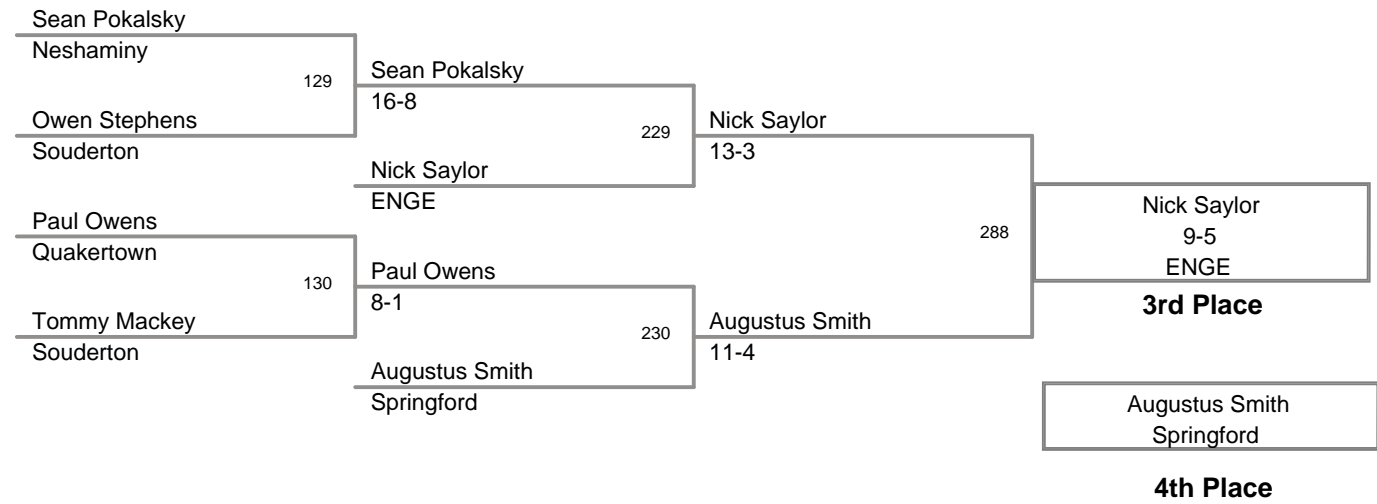 Sean Pokalsky
Neshaminy
129
Sean Pokalsky
16-8
Owen Stephens
Souderton
229
Nick Saylor
13-3
Nick Saylor
ENGE
Paul Owens
Quakertown
288
Nick Saylor
9-5
ENGE
3rd Place
130
Paul Owens
8-1
Tommy Mackey
Souderton
230
Augustus Smith
11-4
Augustus Smith
Springford
Augustus Smith
Springford
4th Place